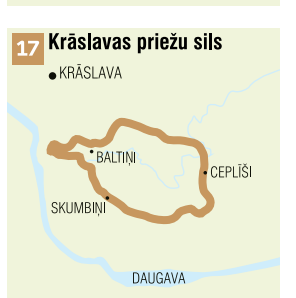 17 Krāslavas priežu sils
KRĀSLAVA
BALTIŅI
CEPLĪŠI
SKUMBIŅI
DAUGAVA